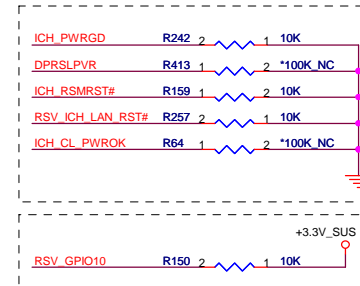 ICH_PWRGD R242 2 1 10K
DPRSLPVR R413 1 2 *100K_NC
ICH_RSMRST# R159 1 2 10K
RSV_ICH_LAN_RST# R257 2 1 10K
ICH_CL_PWROK R64 1 2 *100K_NC
+3.3V_SUS
RSV_GPIO10 R150 2 1 10K